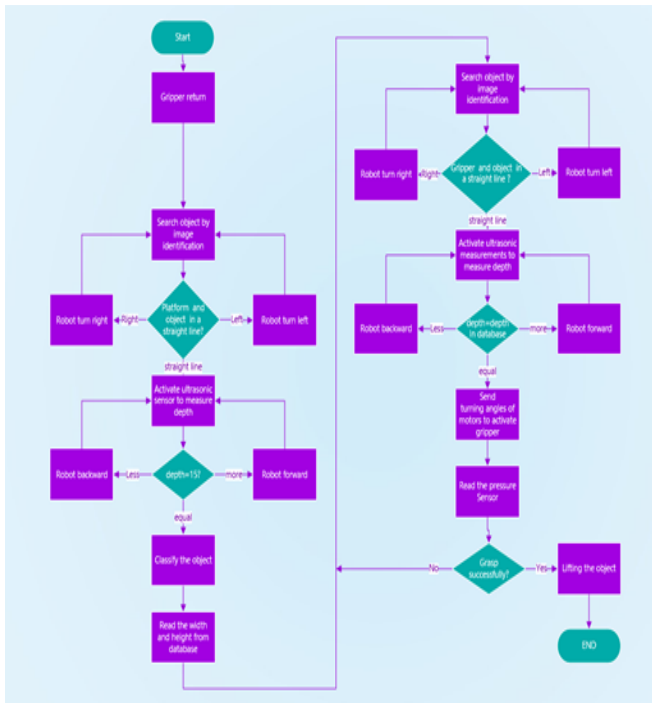 Start
Gripper return
Search object by
image
identification
Platform and
object in a
straight line?
Right
Robot turn right
Left
Robot turn left
straight line
Activate ultrasonic
sensor to measure
depth
depth=15?
Less
Robot backward
more
Robot forward
equal
Classify the object
Read the width
and height from
database
Search object by
image
identification
Gripper and object in
a straight line ?
Right
Robot turn right
Left
Robot turn left
straight line
Activate ultrasonic
measurements to
measure depth
depth=depth
in database
Less
Robot backward
more
Robot forward
equal
Send
turning angles of
motors to activate
gripper
Read the pressure
Sensor
Grasp
successfully?
No
Yes
Lifting the object
END